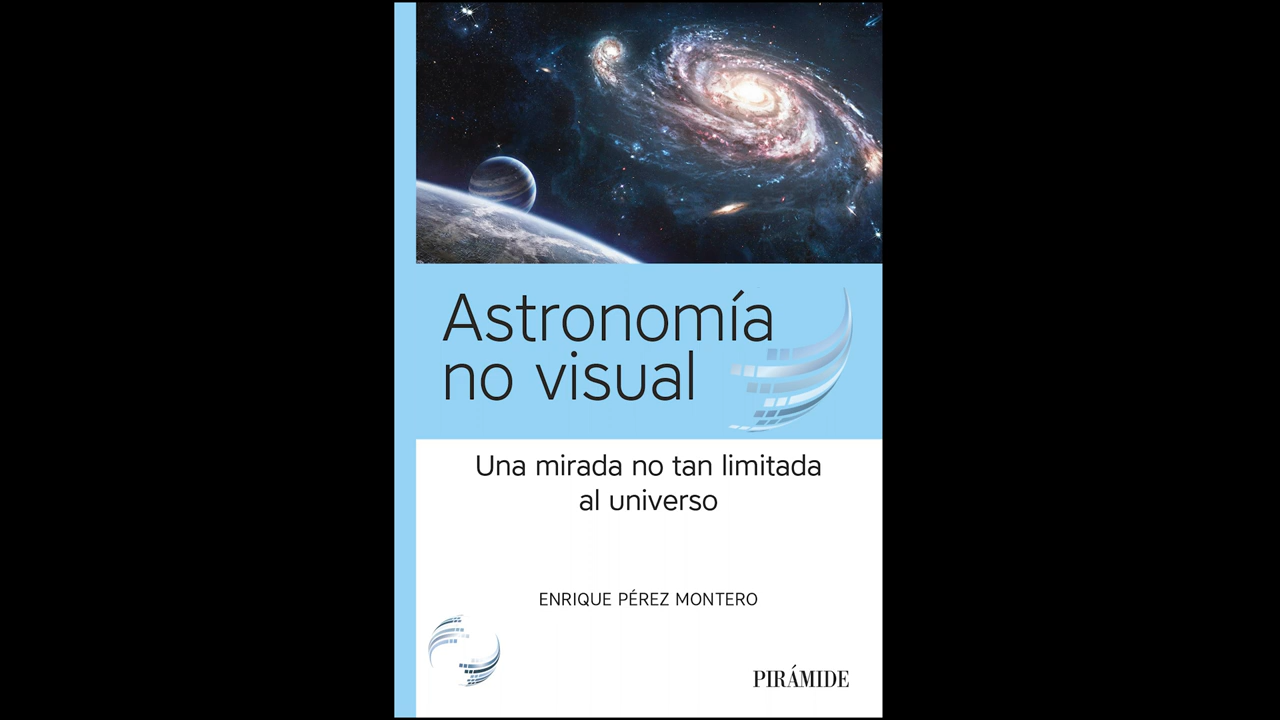 Astronomía
no visual
Una mirada no tan limitada
al universo
ENRIQUE PÉREZ MONTERO
PIRÁMIDE